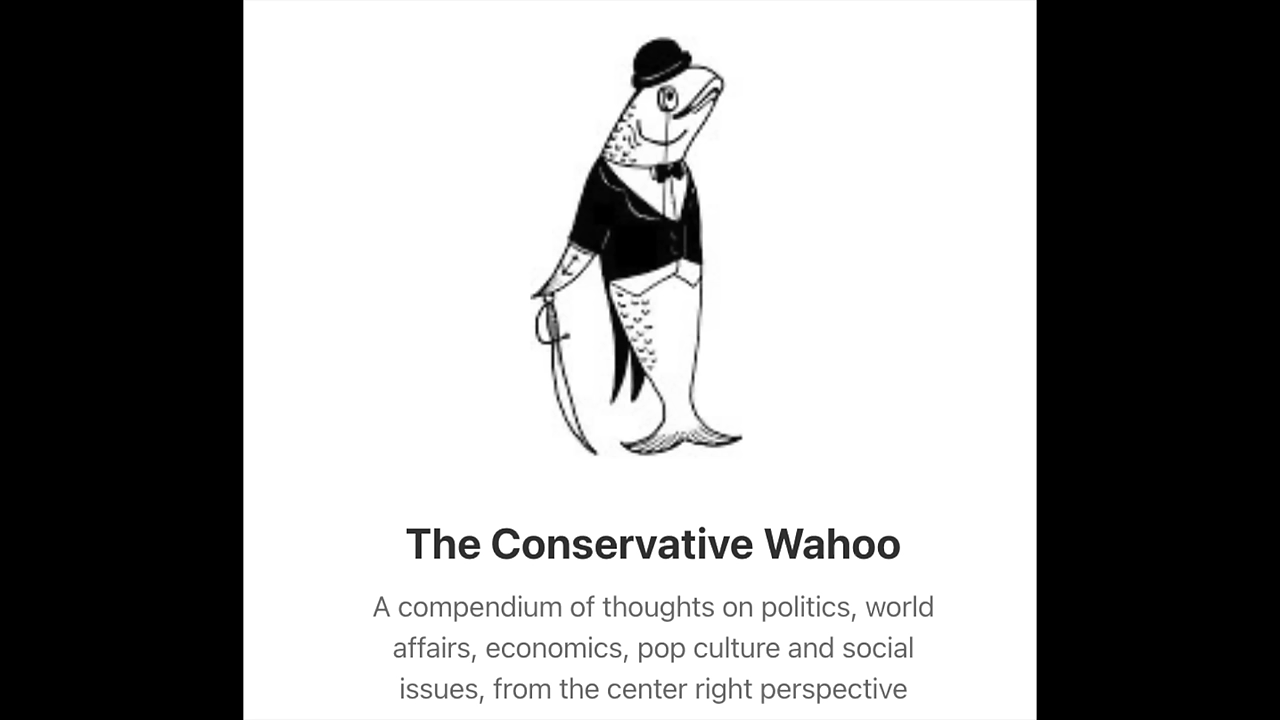 The Conservative Wahoo
A compendium of thoughts on politics, world
affairs, economics, pop culture and social
issues, from the center right perspective